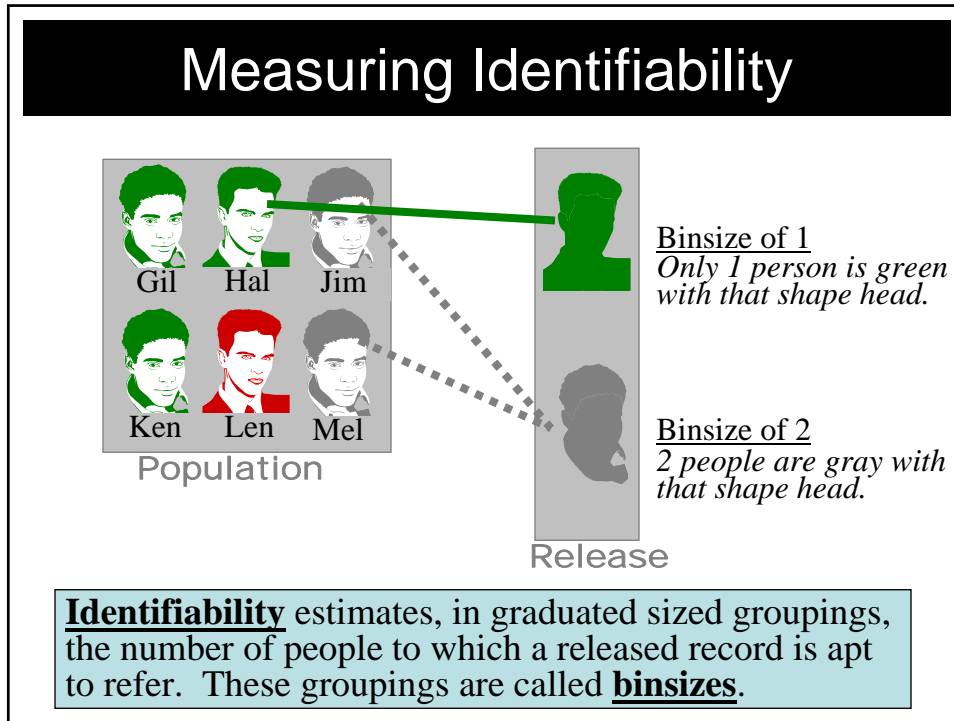 Measuring Identifiability
Gil Hal Jim
Ken Len Mel
Population
Binsize of 1
Only 1 person is green
with that shape head.
Binsize of 2
2 people are gray with
that shape head.
Release
Identifiability estimates, in graduated sized groupings,
the number of people to which a released record is apt
to refer. These groupings are called binsizes.